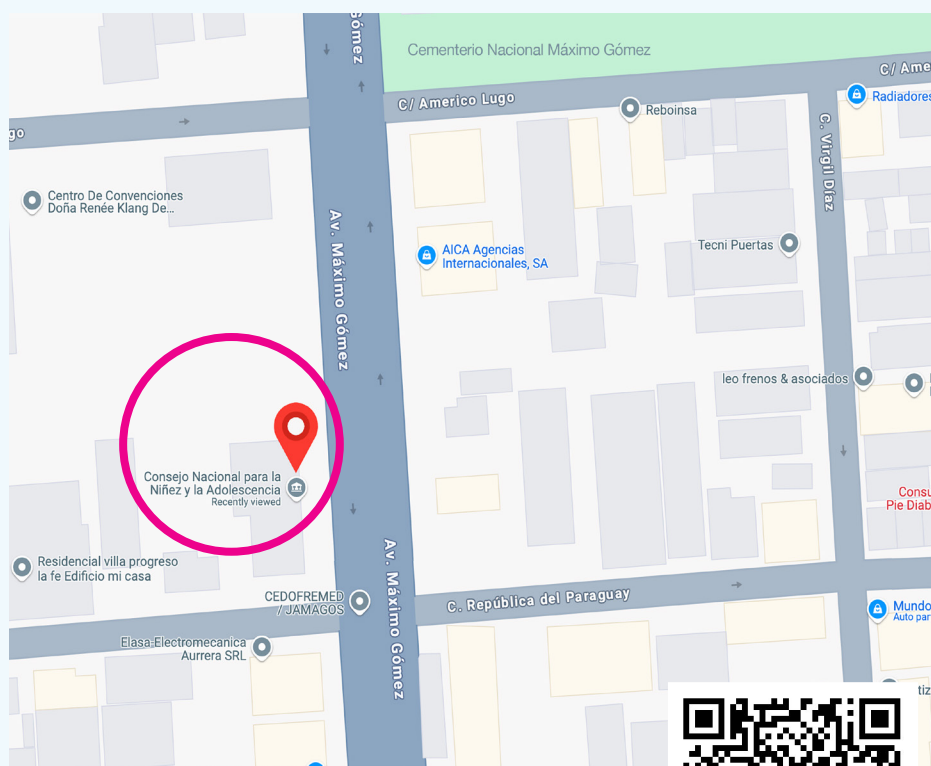 Gómez
Cementerio Nacional Máximo Gómez
C/ Ame
C/ Americo Lugo
Radiadores
Reboinsa
go
C. Virgil Díaz
Centro De Convenciones
Doña Renée Klang De...
Av. Máximo Gómez
AICA Agencias
Internacionales, SA
Tecni Puertas
leo frenos & asociados
Consejo Nacional para la
Niñez y la Adolescencia
Recently viewed
Consu
Pie Diab
Residencial villa progreso
la fe Edificio mi casa
Av. Máximo Gómez
CEDOFREMED
/ JAMAGOS
C. República del Paraguay
Mundo
Auto par
Elasa-Electromecanica
Aurrera SRL
tiz